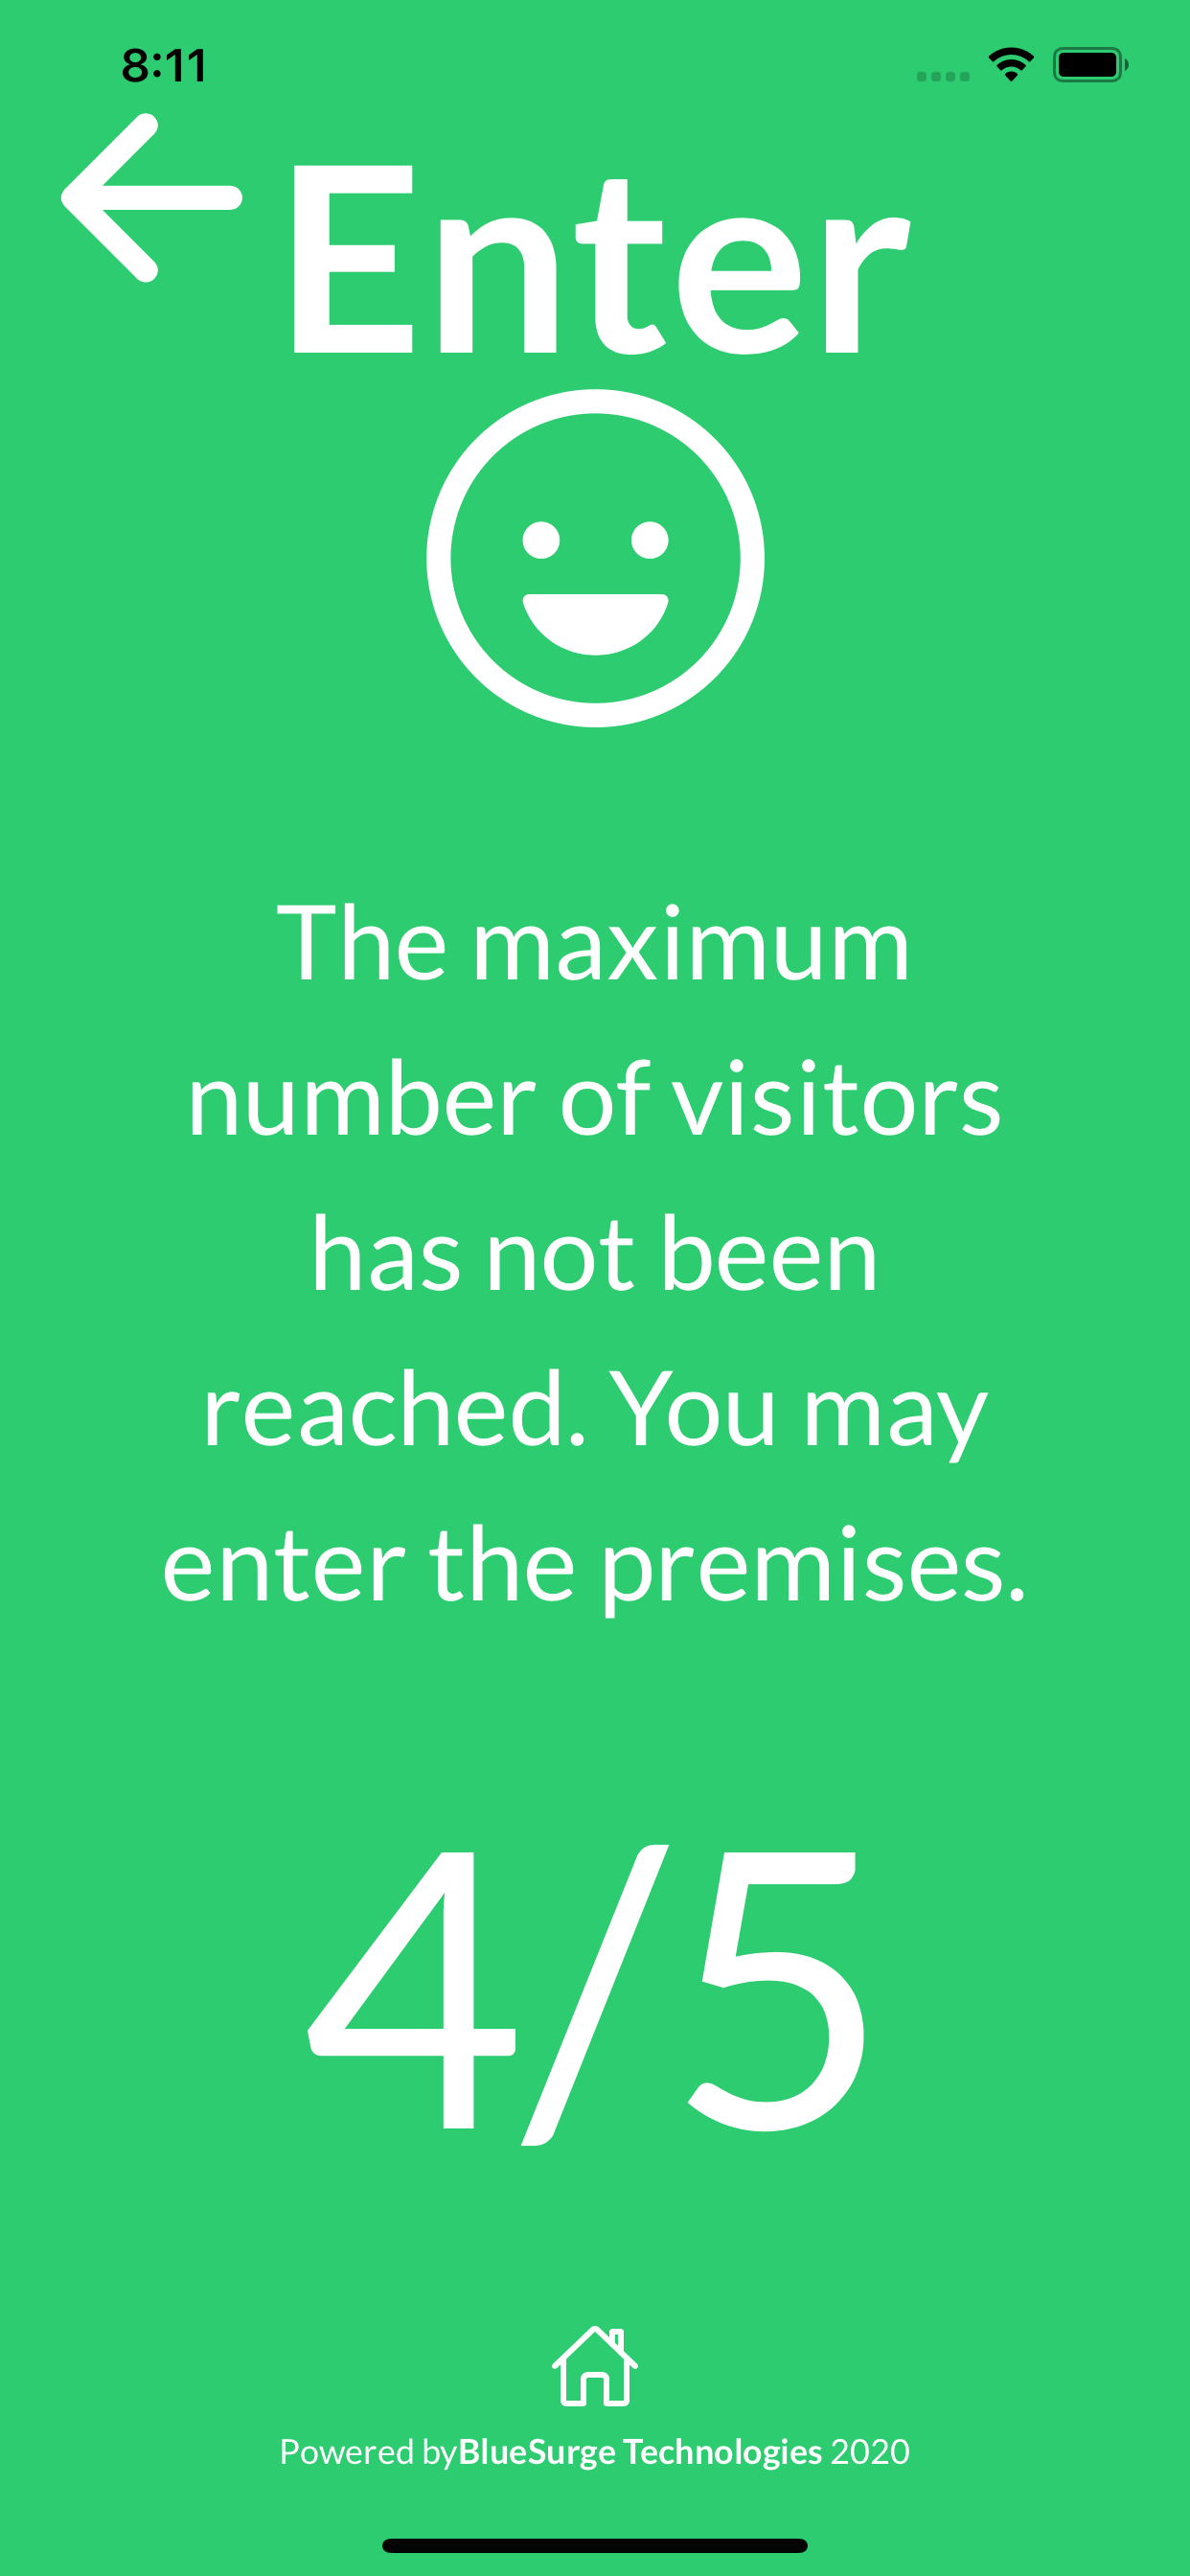 8:11
Enter
The maximum
number of visitors
has not been
reached. You may
enter the premises.
4/5
Powered byBlueSurge Technologies 2020